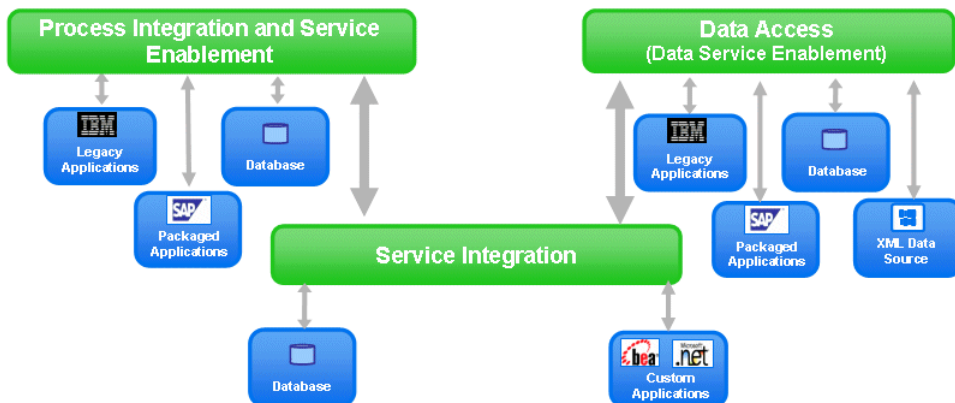 Process Integration and Service
Enablement
Data Access
(Data Service Enablement)
IBM
Legacy
Applications
Database
IBM
Legacy
Applications
Database
SAP
Packaged
Applications
SAP
Packaged
Applications
XML Data
Source
Service Integration
Database
bea
Microsoft
.net
Custom
Applications